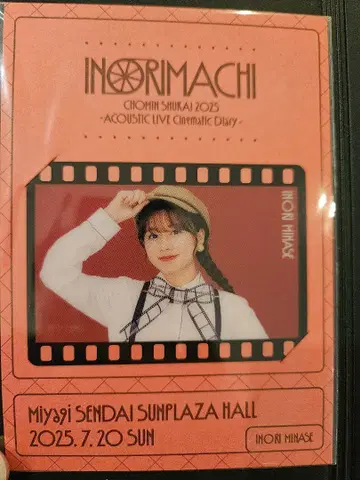 INORIMACHI
CHOMIN SHUKAI 2025
-ACOUSTIC LIVE Cinematic Diary-
INORI MINASE
Miyagi SENDAI SUNPLAZA HALL
2025.7.20 SUN
INORI MINASE